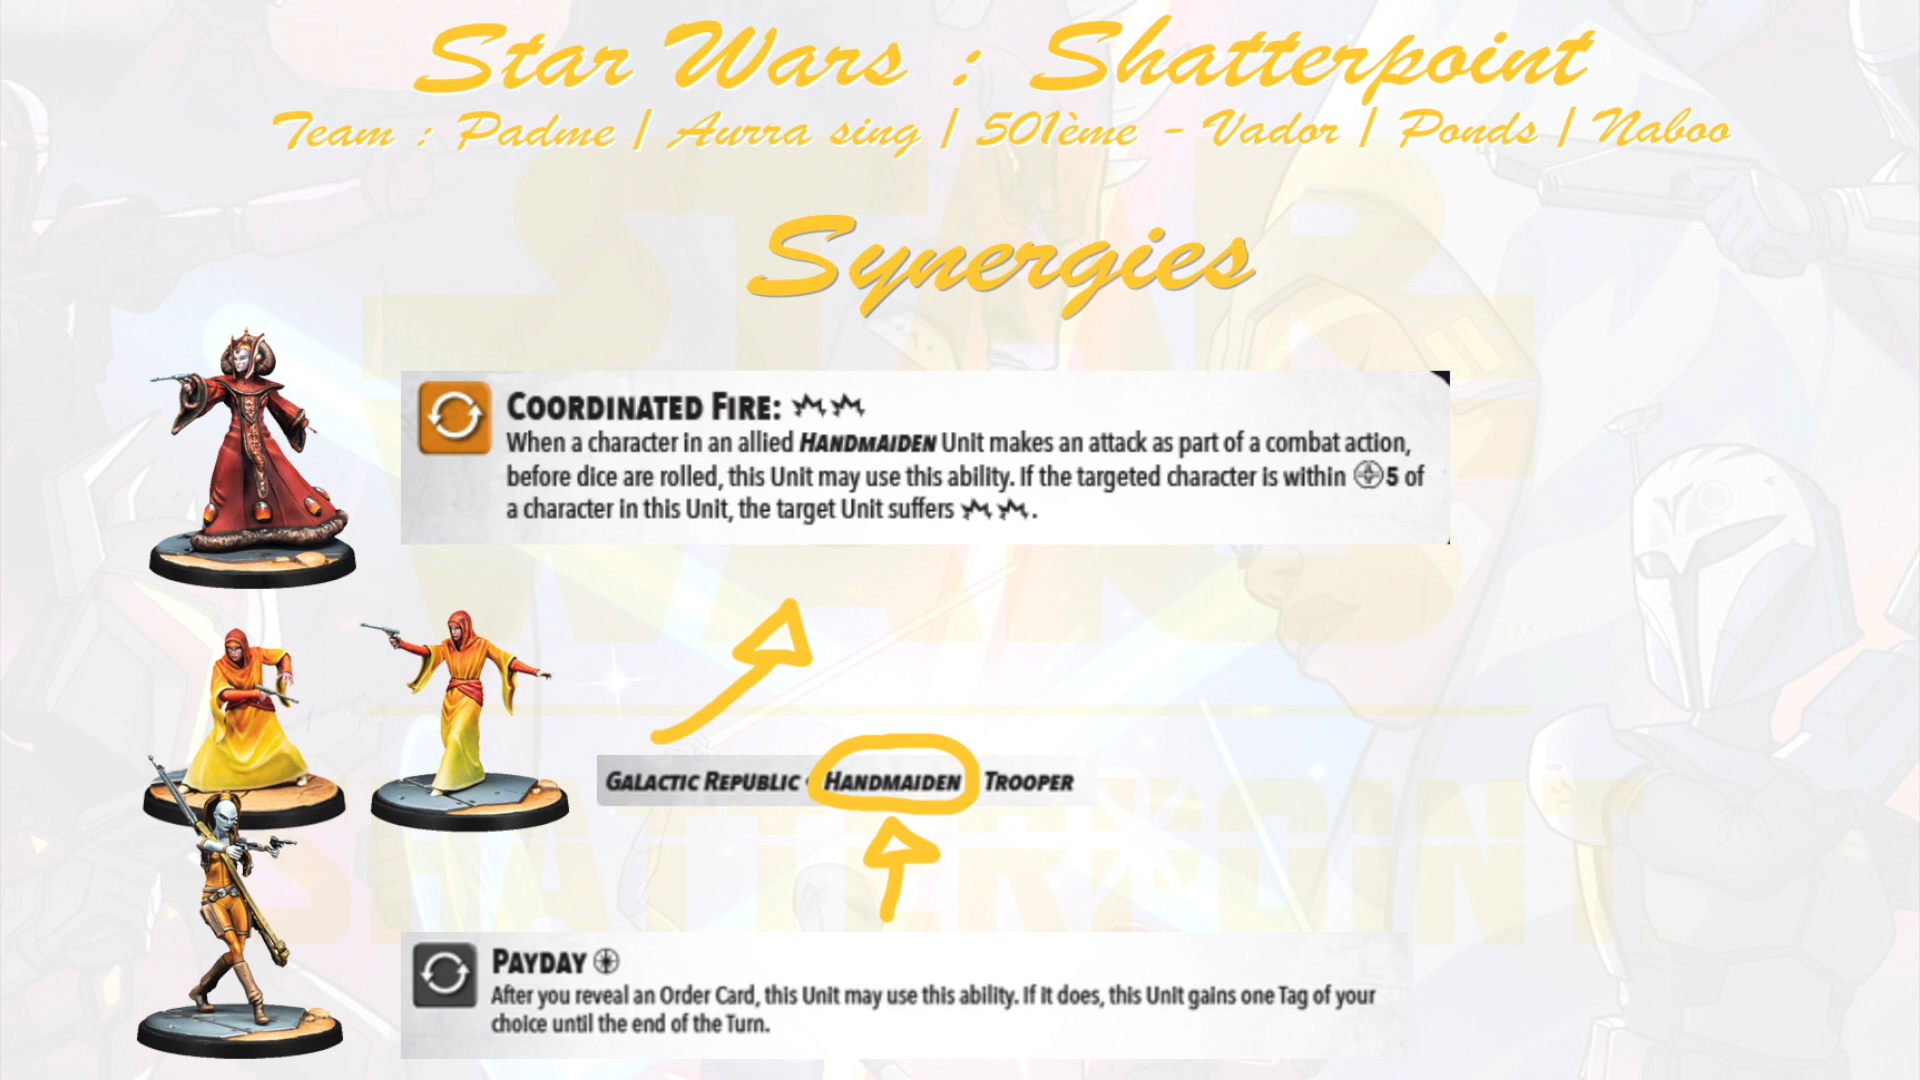 Star Wars : Shatterpoint
Team : Padme | Aurra sing | 501ème - Vador | Ponds | Naboo
Synergies
COORDINATED FIRE:
When a character in an allied HANDMAIDEN Unit makes an attack as part of a combat action,
before dice are rolled, this Unit may use this ability. If the targeted character is within 5 of
a character in this Unit, the target Unit suffers .
GALACTIC REPUBLIC · HANDMAIDEN TROOPER
PAYDAY
After you reveal an Order Card, this Unit may use this ability. If it does, this Unit gains one Tag of your
choice until the end of the Turn.
STAR
WARS
TM
SHATTERPOINT